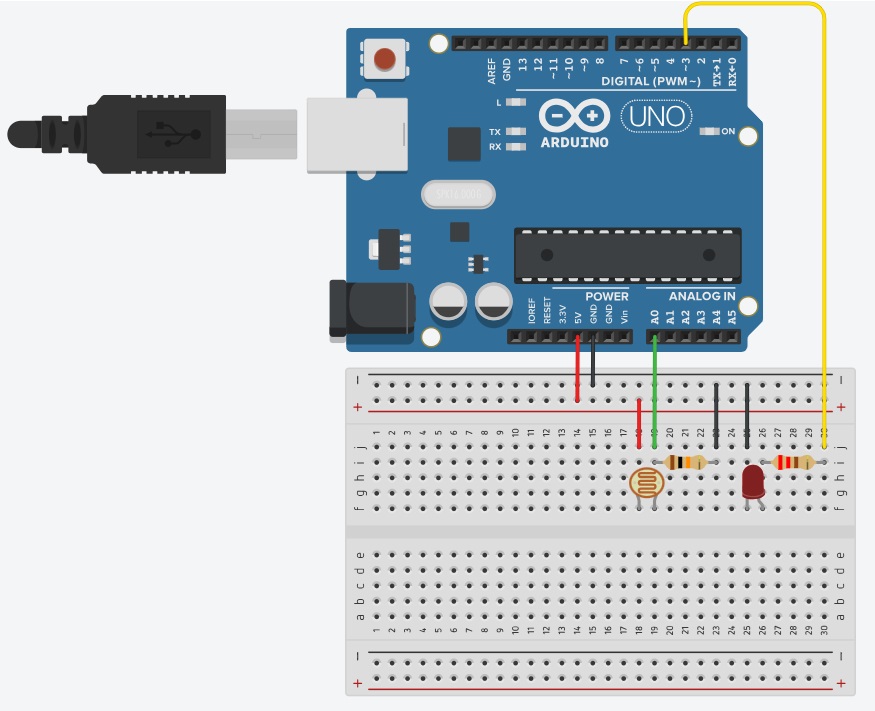 AREF
GND
13
12
~11
~10
~9
8
7
~6
~5
4
~3
2
TX→1
RX←0
DIGITAL (PWM~)
L
TX
RX
ARDUINO
UNO
ON
POWER
ANALOG IN
IOREF
RESET
3.3V
5V
GND
GND
Vin
A0
A1
A2
A3
A4
A5
1 2 3 4 5 6 7 8 9 10 11 12 13 14 15 16 17 18 19 20 21 22 23 25 26 27 28 29 30
j j
i i
h h
g g
f f
e e
d d
c c
b b
a a
1 2 3 4 5 6 7 8 9 10 11 12 13 14 15 16 17 18 19 20 21 22 23 24 25 26 27 28 29 30